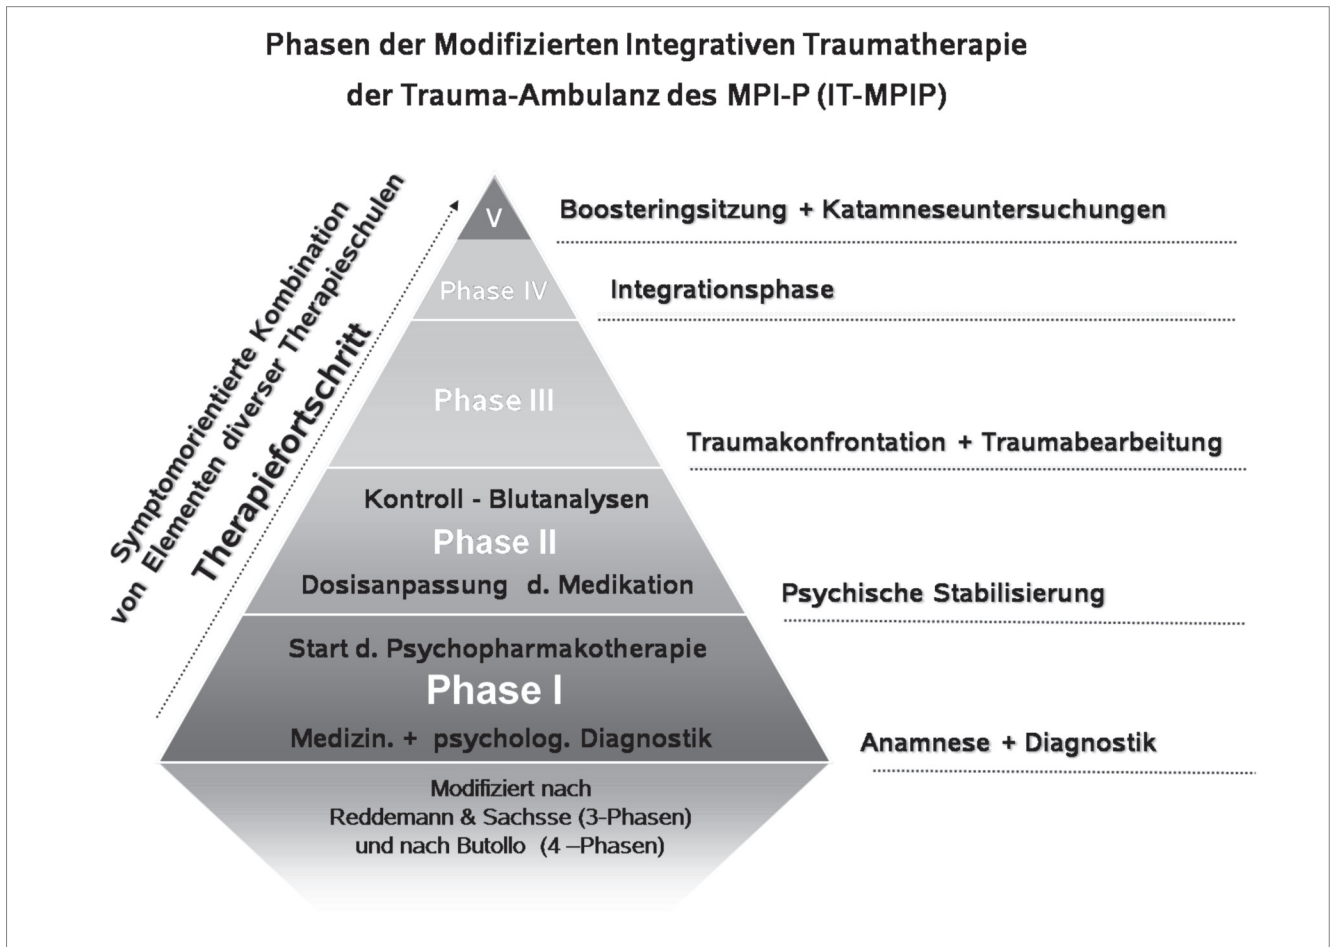 Phasen der Modifizierten Integrativen Traumatherapie
der Trauma-Ambulanz des MPI-P (IT-MPIP)
Symptomorientierte Kombination
von Elementen diverser Therapieschulen
Therapiefortschritt
V
Boosteringsitzung + Katamneseuntersuchungen
Phase IV
Integrationsphase
Phase III
Traumakonfrontation + Traumabearbeitung
Kontroll - Blutanalysen
Phase II
Dosisanpassung d. Medikation
Psychische Stabilisierung
Start d. Psychopharmakotherapie
Phase I
Medizin. + psycholog. Diagnostik
Anamnese + Diagnostik
Modifiziert nach
Reddemann & Sachsse (3-Phasen)
und nach Butollo (4 –Phasen)